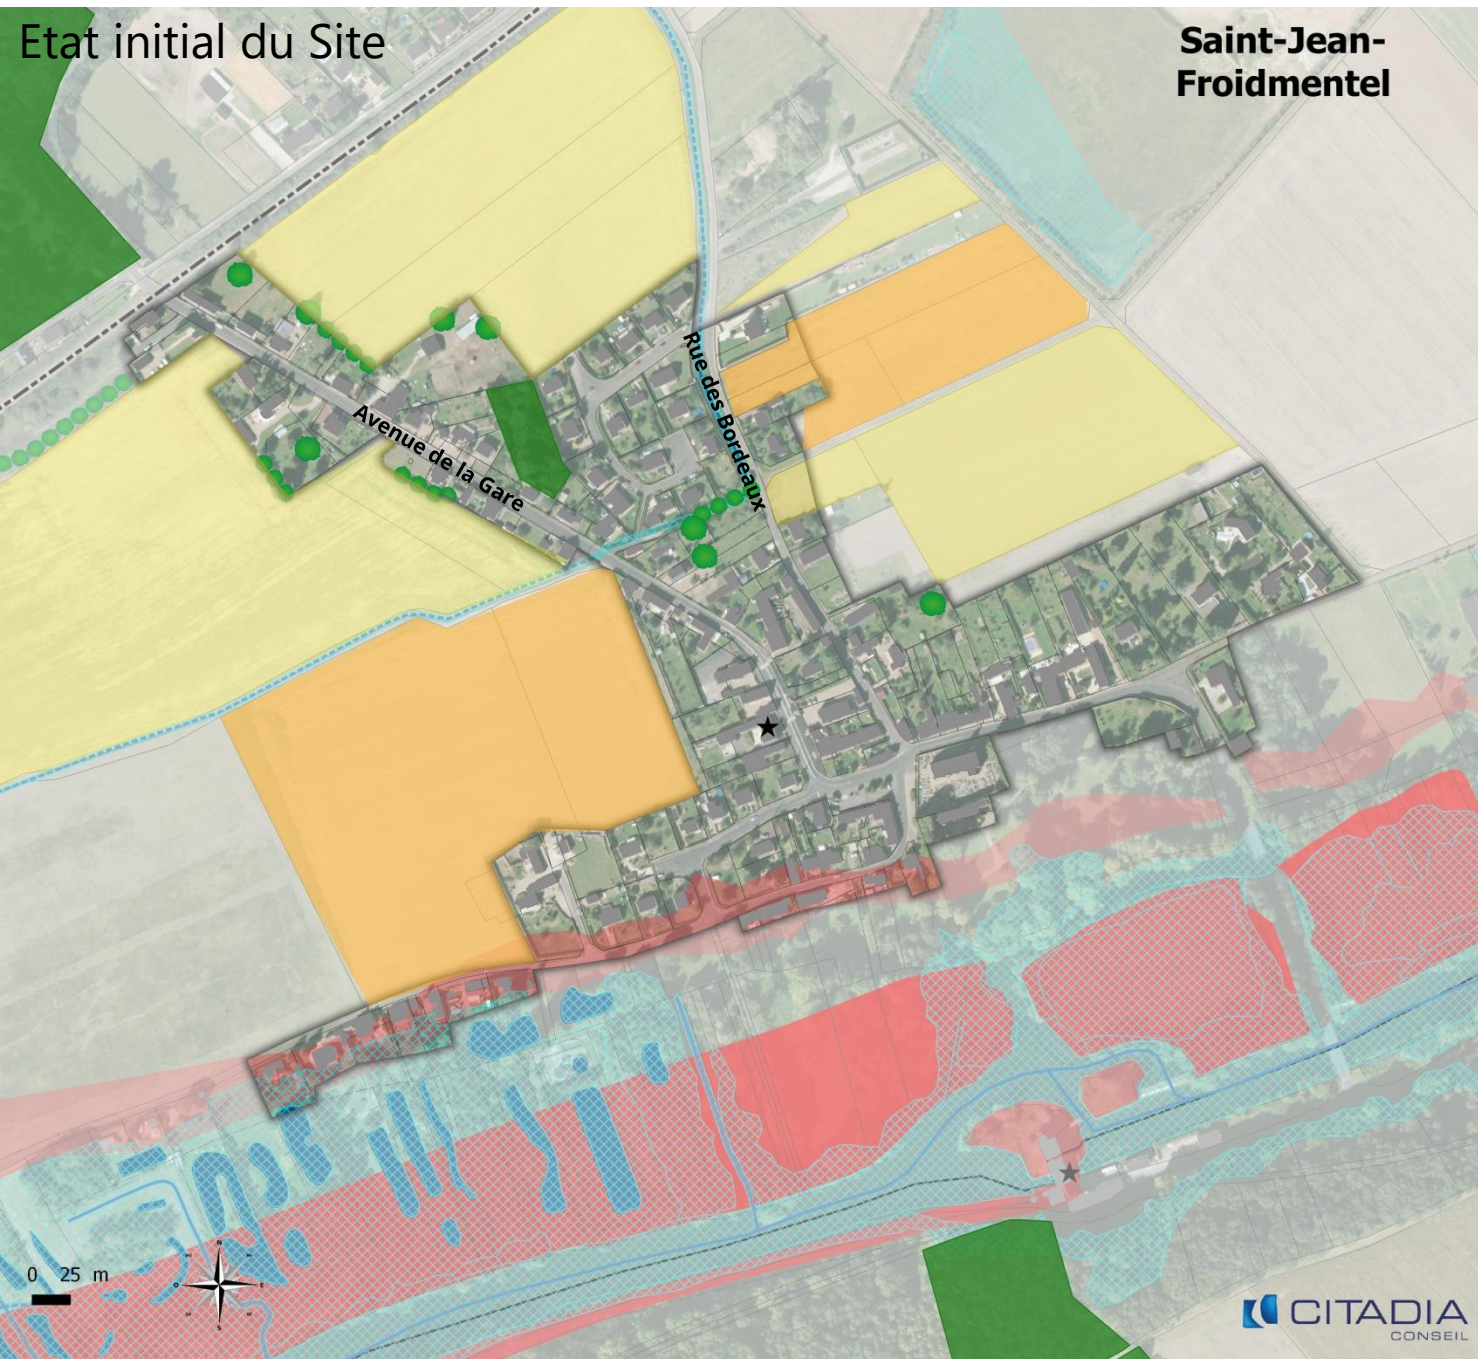 Etat initial du Site
Saint-Jean-
Froidmentel
Rue des Bordeaux
Avenue de la Gare
N
O
E
S
0 25 m
CITADIA
CONSEIL